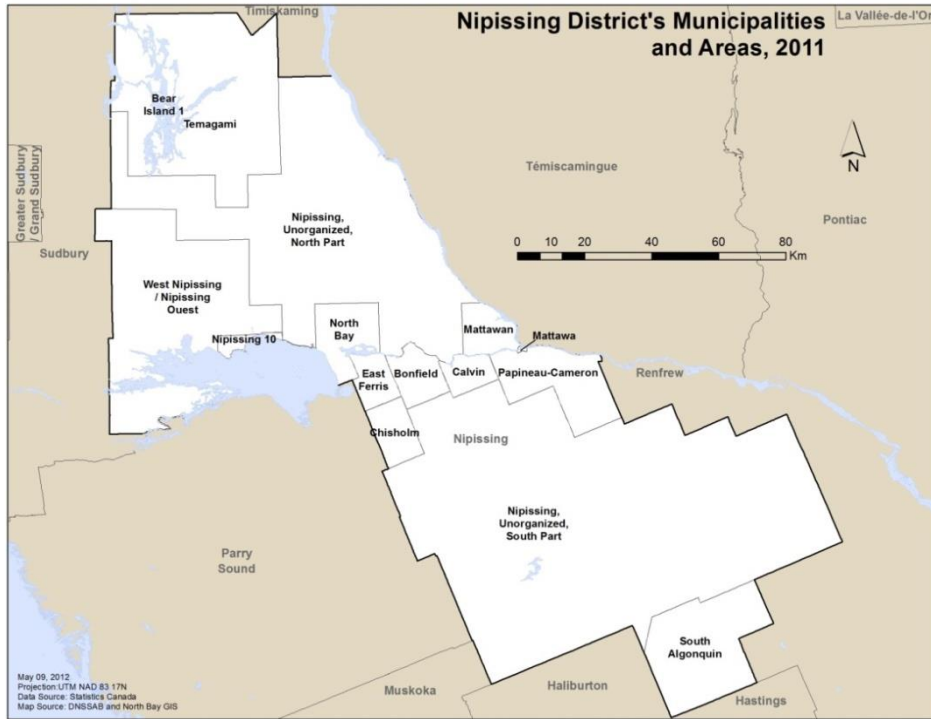 Timiskaming
Nipissing District's Municipalities
and Areas, 2011
La Vallée-de-l'Or
Bear
Island 1
Temagami
N
Témiscamingue
Greater Sudbury
/ Grand Sudbury
Sudbury
Nipissing,
Unorganized,
North Part
Pontiac
0 10 20 40 60 80
Km
West Nipissing
/ Nipissing
Ouest
Nipissing 10
North
Bay
Mattawan
Mattawa
East
Ferris
Bonfield
Calvin
Papineau-Cameron
Renfrew
Chisholm
Nipissing
Nipissing,
Unorganized,
South Part
Parry
Sound
South
Algonquin
May 09, 2012
Projection:UTM NAD 83 17N
Data Source: Statistics Canada
Map Source: DNSSAB and North Bay GIS
Muskoka
Haliburton
Hastings